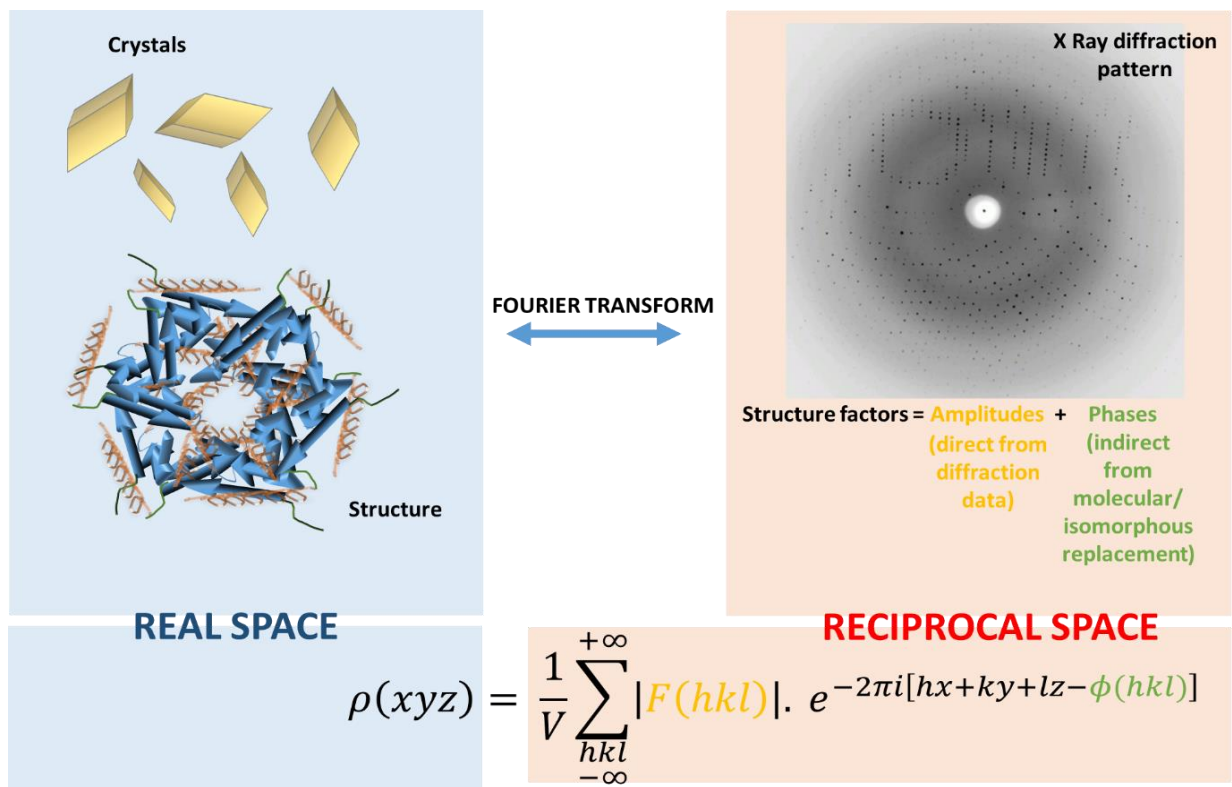 Crystals
X Ray diffraction
pattern
FOURIER TRANSFORM
Structure factors = Amplitudes + Phases
(direct from
diffraction
data)
(indirect
from
molecular/
isomorphous
replacement)
Structure
REAL SPACE
RECIPROCAL SPACE
ρ(xyz) = 1/V ∑ hkl −∞ +∞ |F(hkl)|. e^−2πi[hx+ky+lz−ϕ(hkl)]